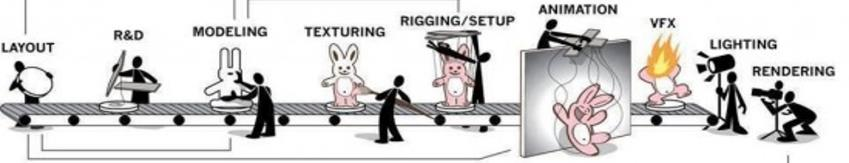 LAYOUT
R&D
MODELING
TEXTURING
RIGGING/SETUP
ANIMATION
VFX
LIGHTING
RENDERING